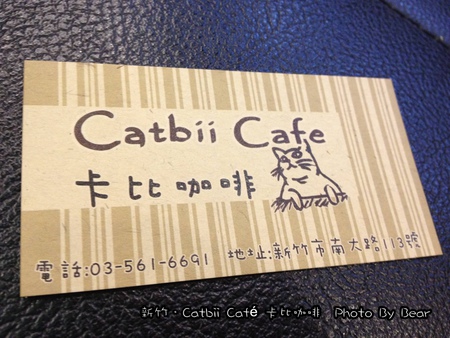 Catbii Cafe
卡比咖啡
電話:03-561-6691 地址:新竹市南大路113號
新竹‧Catbii Café 卡比咖啡 Photo By Bear